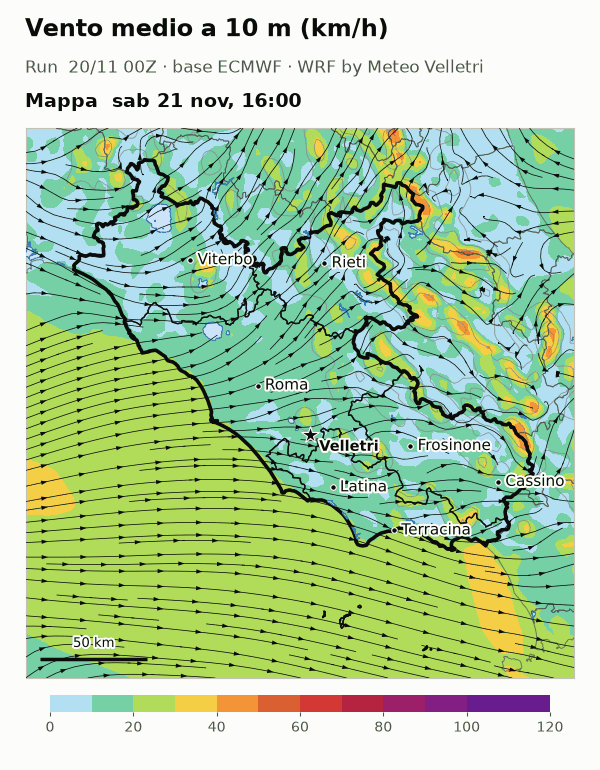 Vento medio a 10 m (km/h)
Run  20/11 00Z · base ECMWF · WRF by Meteo Velletri
Mappa  sab 21 nov, 16:00
Viterbo
Rieti
Roma
Velletri
Frosinone
Cassino
Latina
Terracina
50 km
0 20 40 60 80 100 120